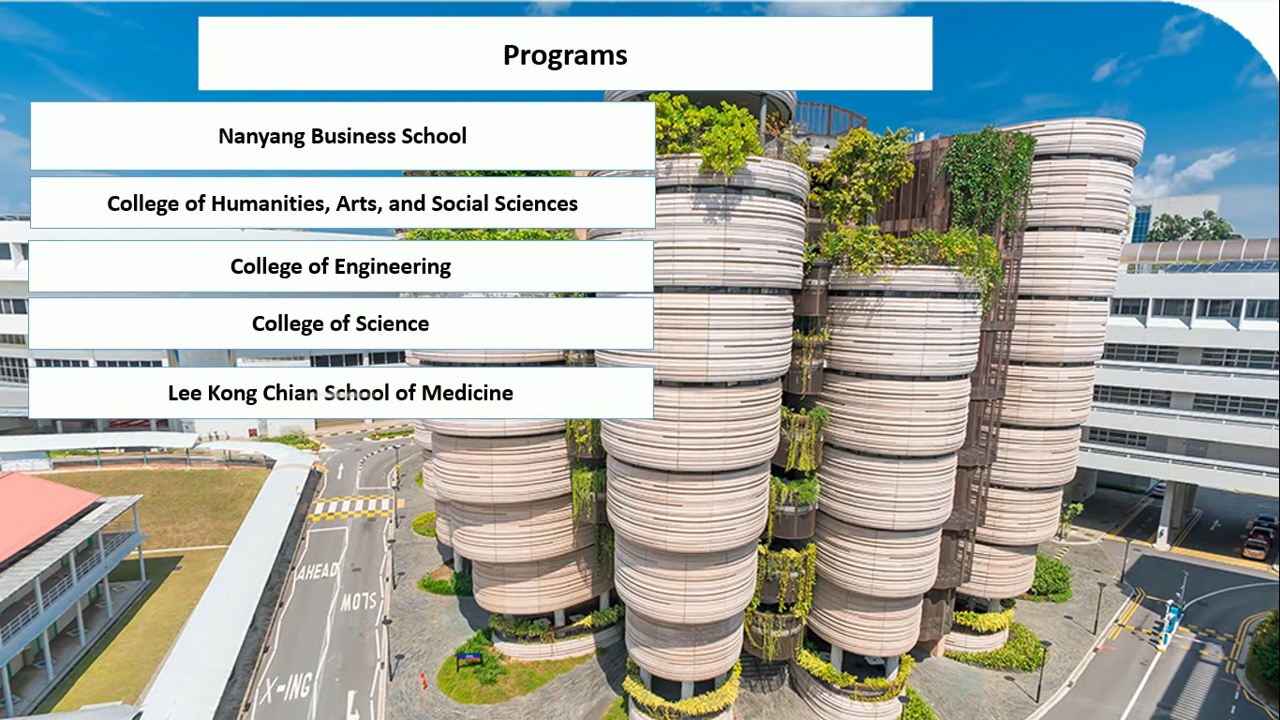 Programs
Nanyang Business School
College of Humanities, Arts, and Social Sciences
College of Engineering
College of Science
Lee Kong Chian School of Medicine
AHEAD
SLOW
X-ING